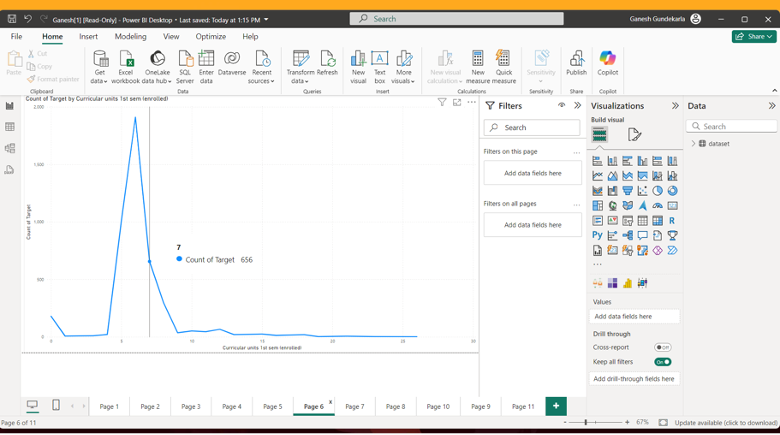 Ganesh[1] [Read-Only] - Power BI Desktop • Last saved: Today at 1:15 PM
Search
Ganesh Gundekarla
File Home Insert Modeling View Optimize Help
Share
Paste
Cut
Copy
Format painter
Get data
Excel workbook
OneLake data hub
SQL Server
Enter data
Dataverse
Recent sources
Transform data
Refresh
New visual
Text box
More visuals
New visual calculation
New measure
Quick measure
Sensitivity
Publish
Copilot
Clipboard Data Queries Insert Calculations Sensitivity Share Copilot
Count of Target by Curricular units 1st sem (enrolled)
2,000
1,500
1,000
500
0
Count of Target
7
Count of Target 656
0 5 10 15 20 25 30
Curricular units 1st sem (enrolled)
Filters
Search
Filters on this page
Add data fields here
Filters on all pages
Add data fields here
Visualizations
Build visual
R
Py
Values
Add data fields here
Drill through
Cross-report
Off
Keep all filters
On
Add drill-through fields here
Data
Search
dataset
Page 1 Page 2 Page 3 Page 4 Page 5 Page 6 Page 7 Page 8 Page 10 Page 9 Page 11
Page 6 of 11
67%
Update available (click to download)